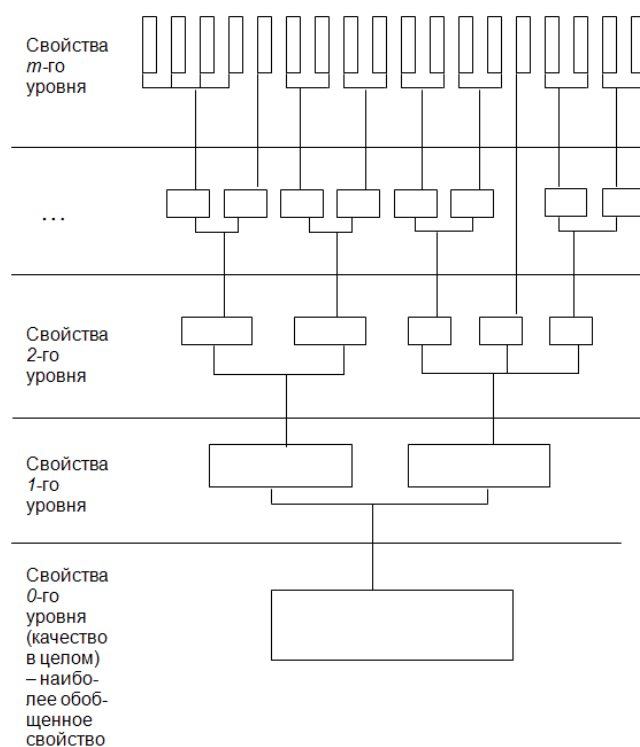 Свойства
m-го
уровня
...
Свойства
2-го
уровня
Свойства
1-го
уровня
Свойства
0-го
уровня
(качество
в целом)
– наибо-
лее обоб-
щенное
свойство